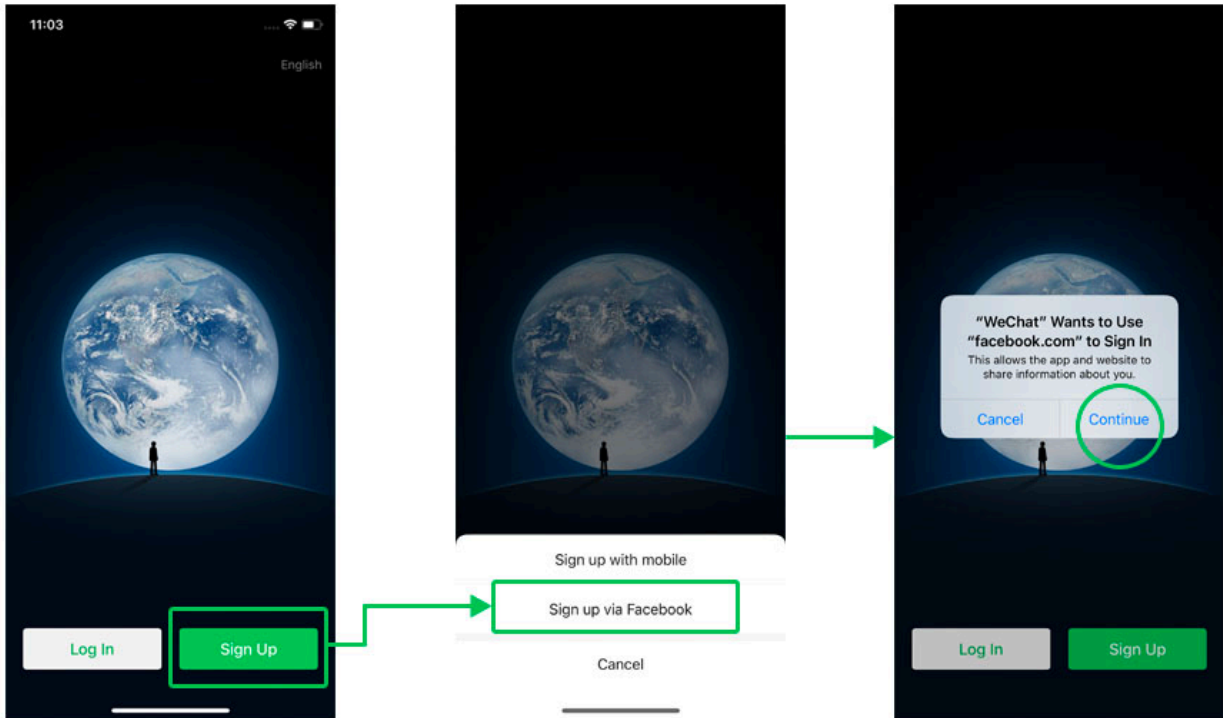 11:03
English
Log In
Sign Up
Sign up with mobile
Sign up via Facebook
Cancel
“WeChat” Wants to Use
“facebook.com” to Sign In
This allows the app and website to
share information about you.
Cancel
Continue
Log In
Sign Up